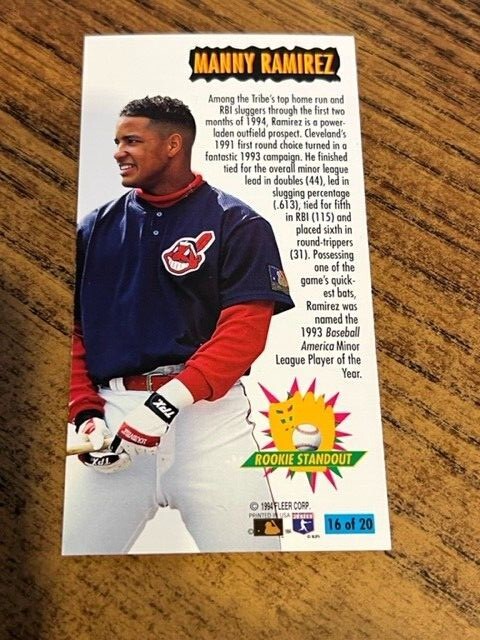 MANNY RAMIREZ
Among the Tribe's top home run and
RBI sluggers through the first two
months of 1994, Ramirez is a power-
laden outfield prospect. Cleveland's
1991 first round choice turned in a
fantastic 1993 campaign. He finished
tied for the overall minor league
lead in doubles (44), led in
slugging percentage
(.613), tied for fifth
in RBI (115) and
placed sixth in
round-trippers
(31). Possessing
one of the
game's quick-
est bats,
Ramirez was
named the
1993 Baseball
America Minor
League Player of the
Year.
TPX
TPX
ROOKIE STANDOUT
© 1994 FLEER CORP.
PRINTED IN USA
16 of 20